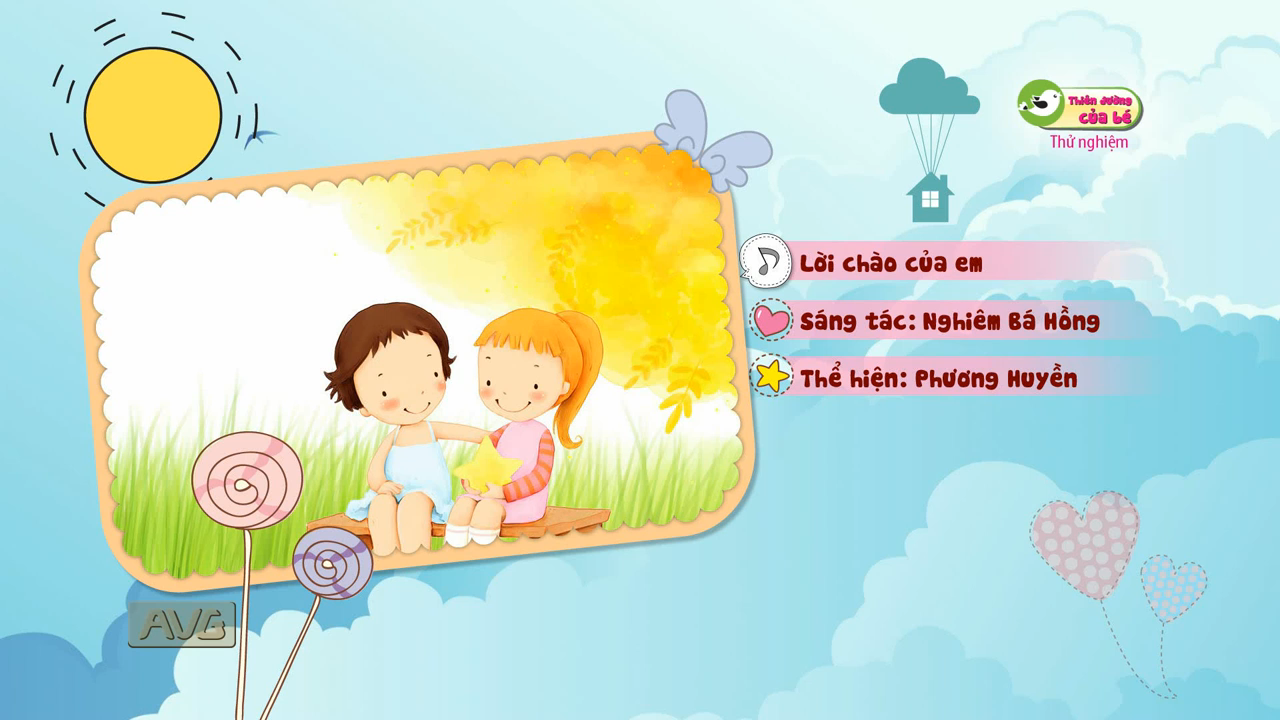 Thiên đường
của bé
Thử nghiệm
Lời chào của em
Sáng tác: Nghiêm Bá Hồng
Thể hiện: Phương Huyền
AVG